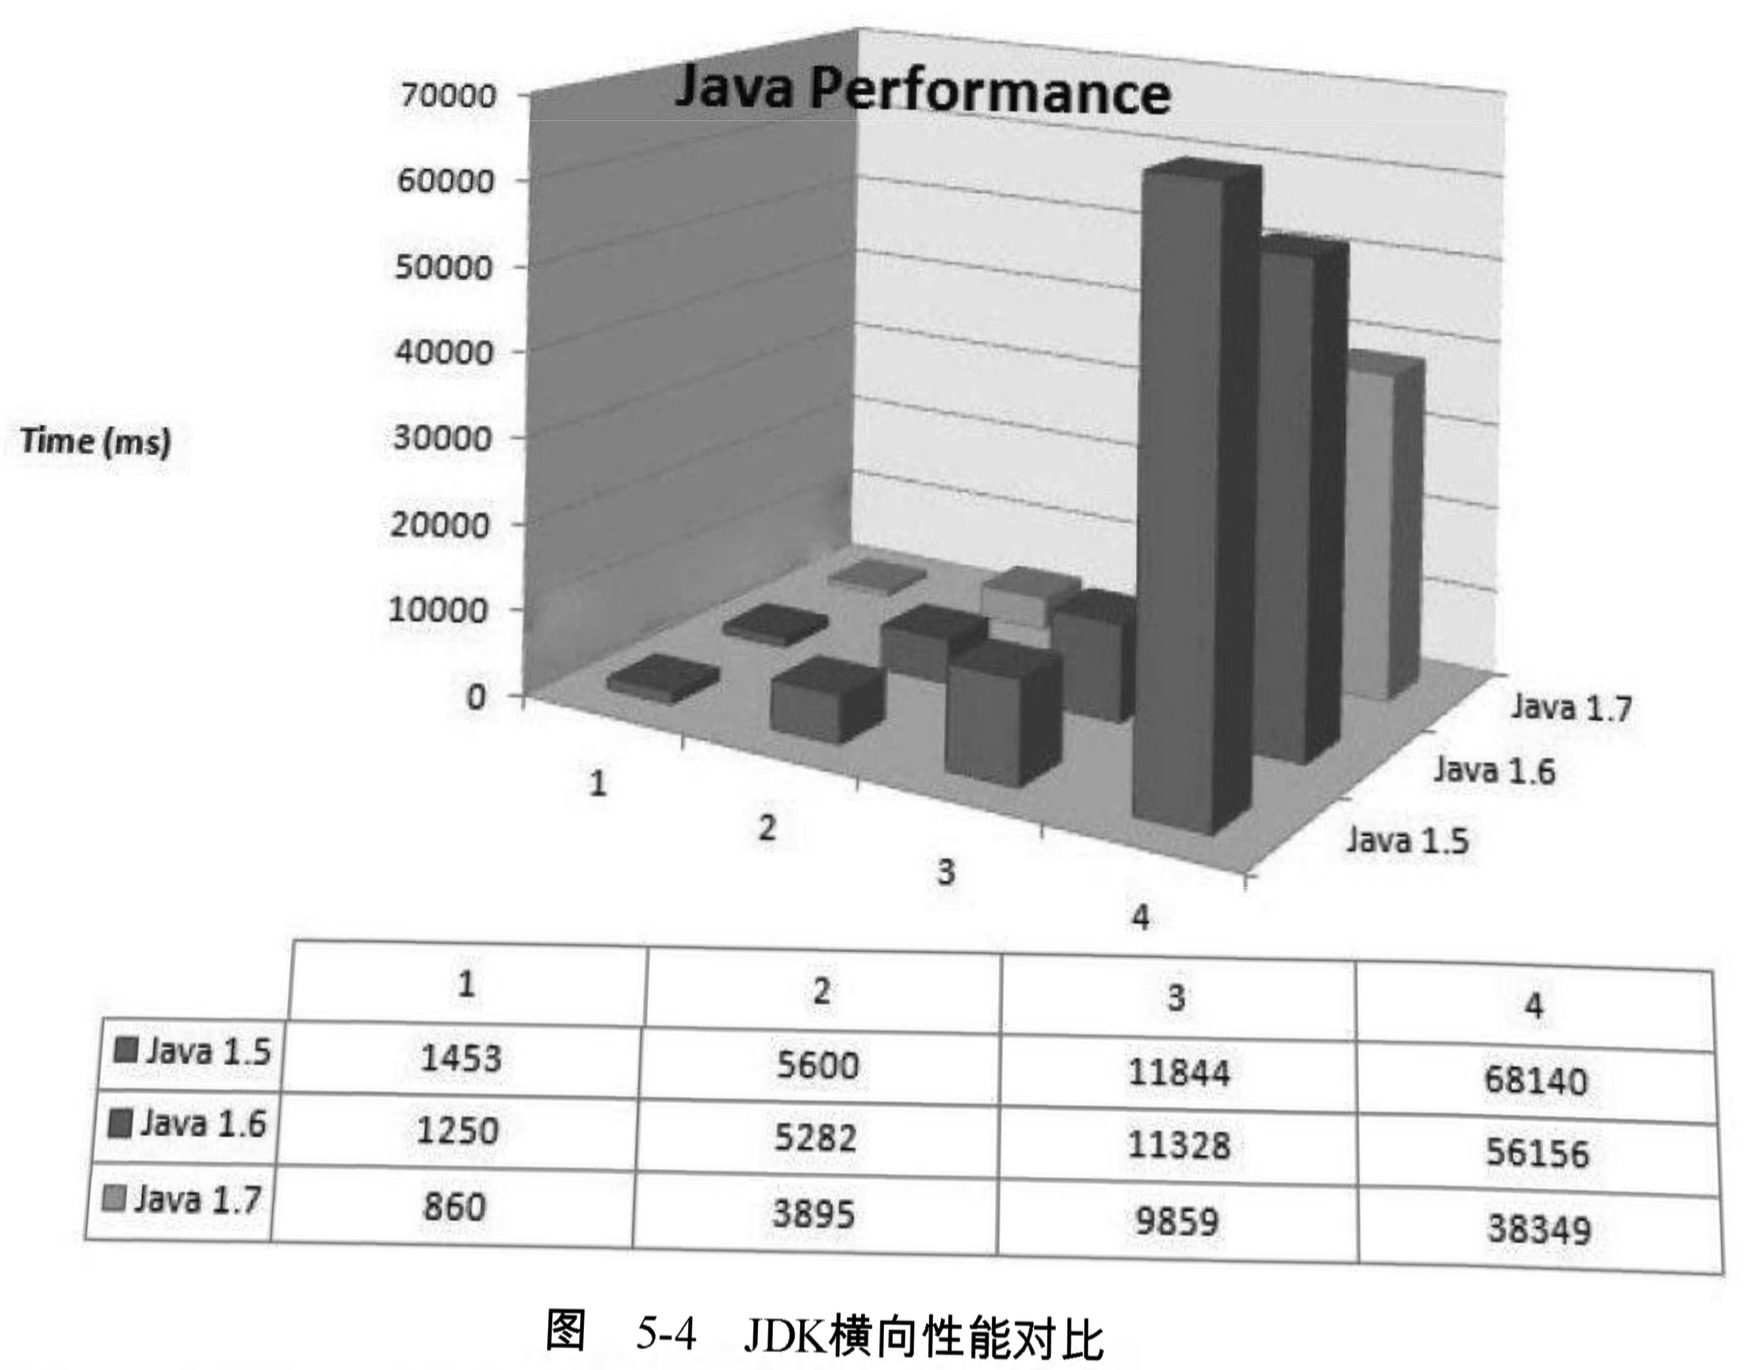 Java Performance
70000
60000
50000
40000
30000
20000
10000
0
Time (ms)
1
2
3
4
Java 1.7
Java 1.6
Java 1.5
1 2 3 4
Java 1.5 1453 5600 11844 68140
Java 1.6 1250 5282 11328 56156
Java 1.7 860 3895 9859 38349
图 5-4 JDK横向性能对比